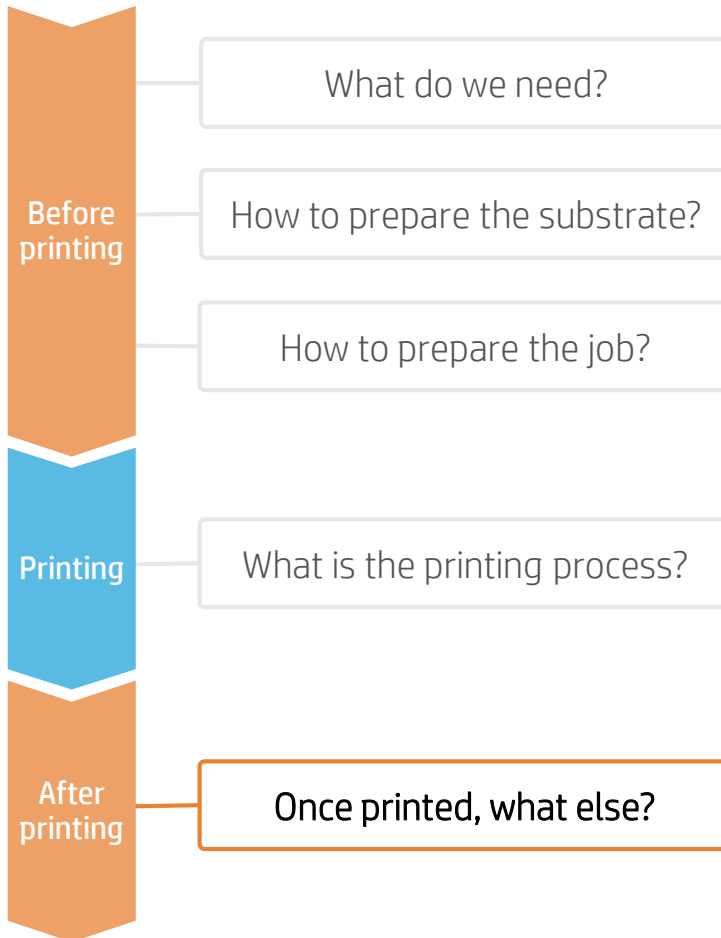 What do we need?
Before
printing
How to prepare the substrate?
How to prepare the job?
Printing
What is the printing process?
After
printing
Once printed, what else?